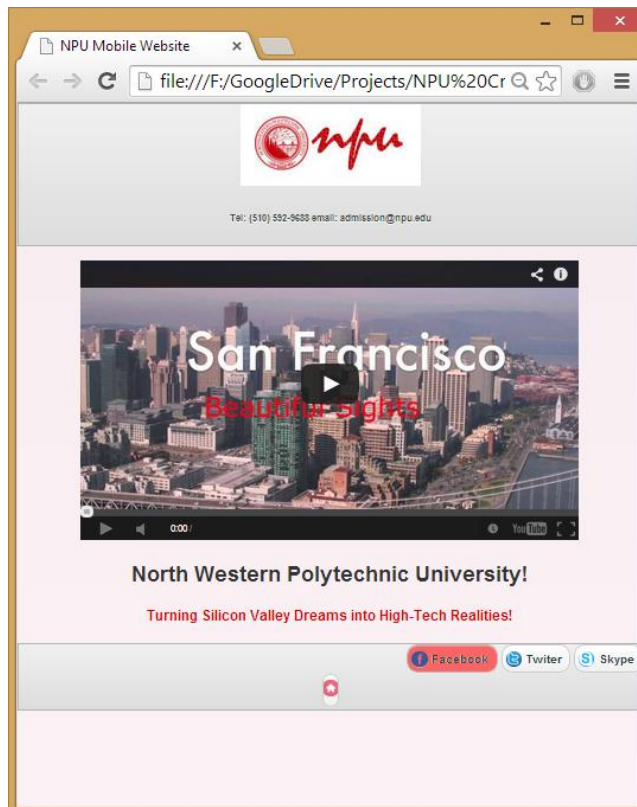 NPU Mobile Website
file:///F:/GoogleDrive/Projects/NPU%20Cr
npu
Tel: (510) 592-9688 email: admission@npu.edu
San Francisco
Beautiful Sights
0:00 /
YouTube
North Western Polytechnic University!
Turning Silicon Valley Dreams into High-Tech Realities!
Facebook Twiter Skype